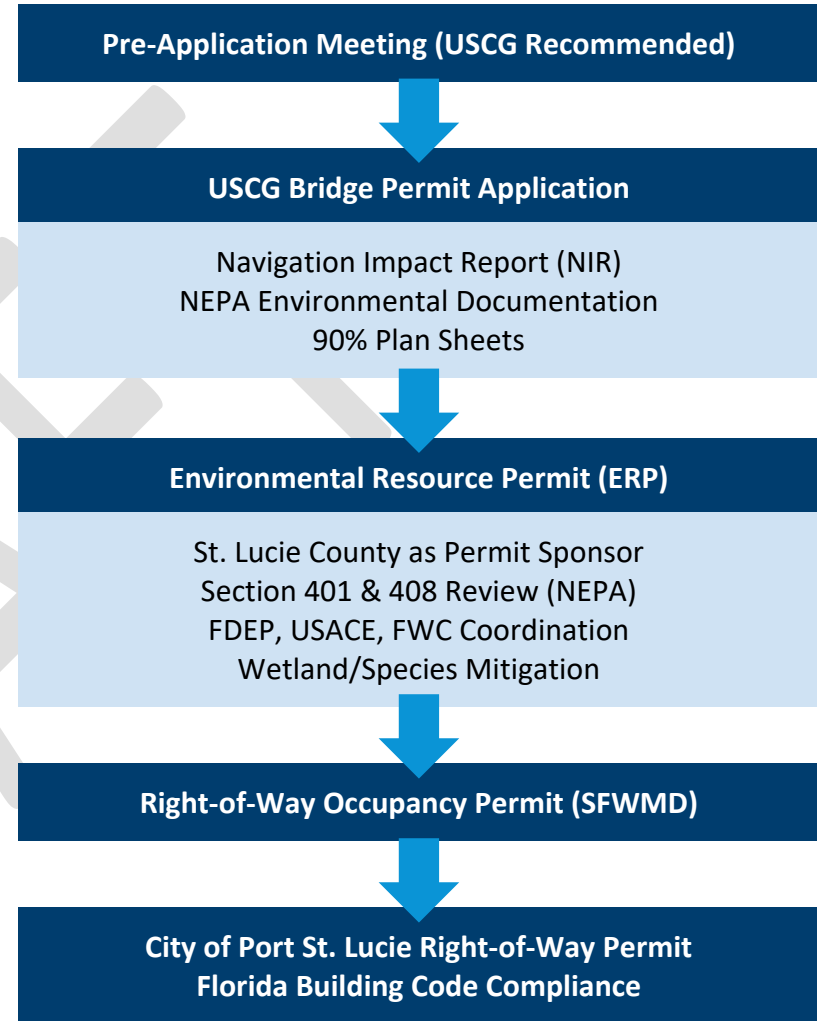 Pre-Application Meeting (USCG Recommended)
USCG Bridge Permit Application
Navigation Impact Report (NIR)
NEPA Environmental Documentation
90% Plan Sheets
Environmental Resource Permit (ERP)
St. Lucie County as Permit Sponsor
Section 401 & 408 Review (NEPA)
FDEP, USACE, FWC Coordination
Wetland/Species Mitigation
Right-of-Way Occupancy Permit (SFWMD)
City of Port St. Lucie Right-of-Way Permit
Florida Building Code Compliance